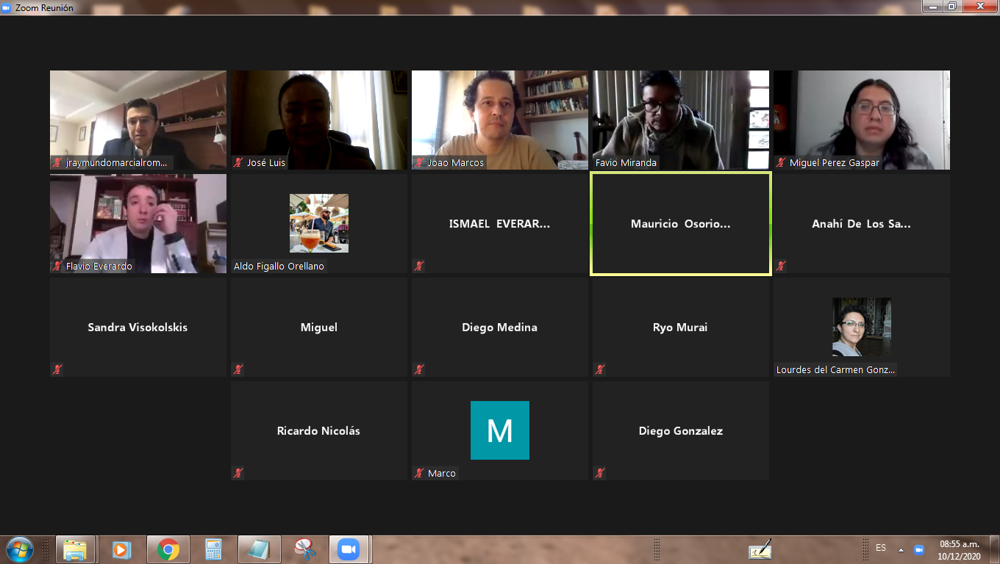 Zoom Reunión
jraymundomarcialrom...
José Luis
Joao Marcos
Favio Miranda
Miguel Perez Gaspar
Flavio Everardo
Aldo Figallo Orellano
ISMAEL EVERAR...
Mauricio Osorio...
Anahí De Los Sa...
Sandra Visokolskis
Miguel
Diego Medina
Ryo Murai
Lourdes del Carmen Gonz...
Ricardo Nicolás
M
Marco
Diego Gonzalez
ES
08:55 a.m.
10/12/2020